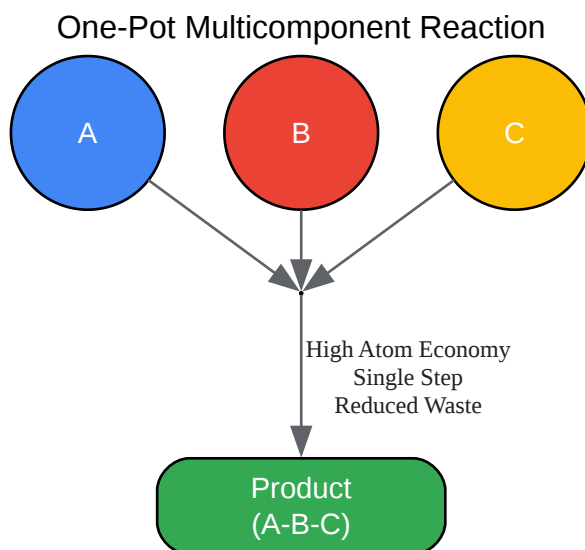 One-Pot Multicomponent Reaction
A
B
C
High Atom Economy
Single Step
Reduced Waste
Product
(A-B-C)